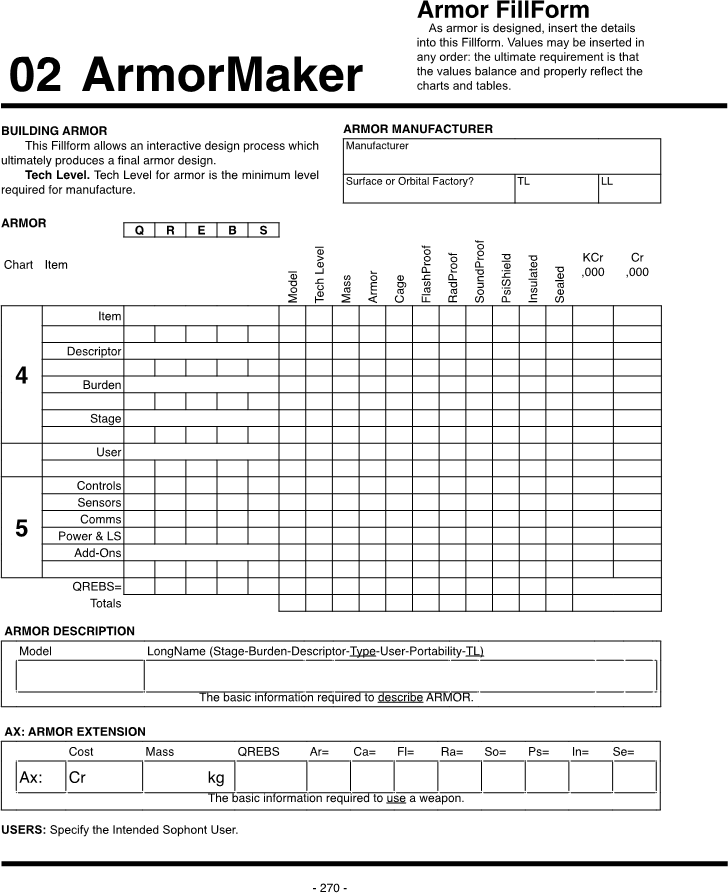 Armor FillForm
As armor is designed, insert the details
into this Fillform. Values may be inserted in
any order: the ultimate requirement is that
the values balance and properly reflect the
charts and tables.
02 ArmorMaker
BUILDING ARMOR
This Fillform allows an interactive design process which
ultimately produces a final armor design.
Tech Level. Tech Level for armor is the minimum level
required for manufacture.
ARMOR MANUFACTURER
Manufacturer
Surface or Orbital Factory? TL LL
ARMOR
Q R E B S
Chart Item
Model
Tech Level
Mass
Armor
Cage
FlashProof
RadProof
SoundProof
PsiShield
Insulated
Sealed
KCr Cr
,000 ,000
Item
Descriptor
4
Burden
Stage
User
Controls
Sensors
Comms
5
Power & LS
Add-Ons
QREBS=
Totals
ARMOR DESCRIPTION
Model LongName (Stage-Burden-Descriptor-Type-User-Portability-TL)
The basic information required to describe ARMOR.
AX: ARMOR EXTENSION
Cost Mass QREBS Ar= Ca= Fl= Ra= So= Ps= In= Se=
Ax: Cr kg
The basic information required to use a weapon.
USERS: Specify the Intended Sophont User.
- 270 -